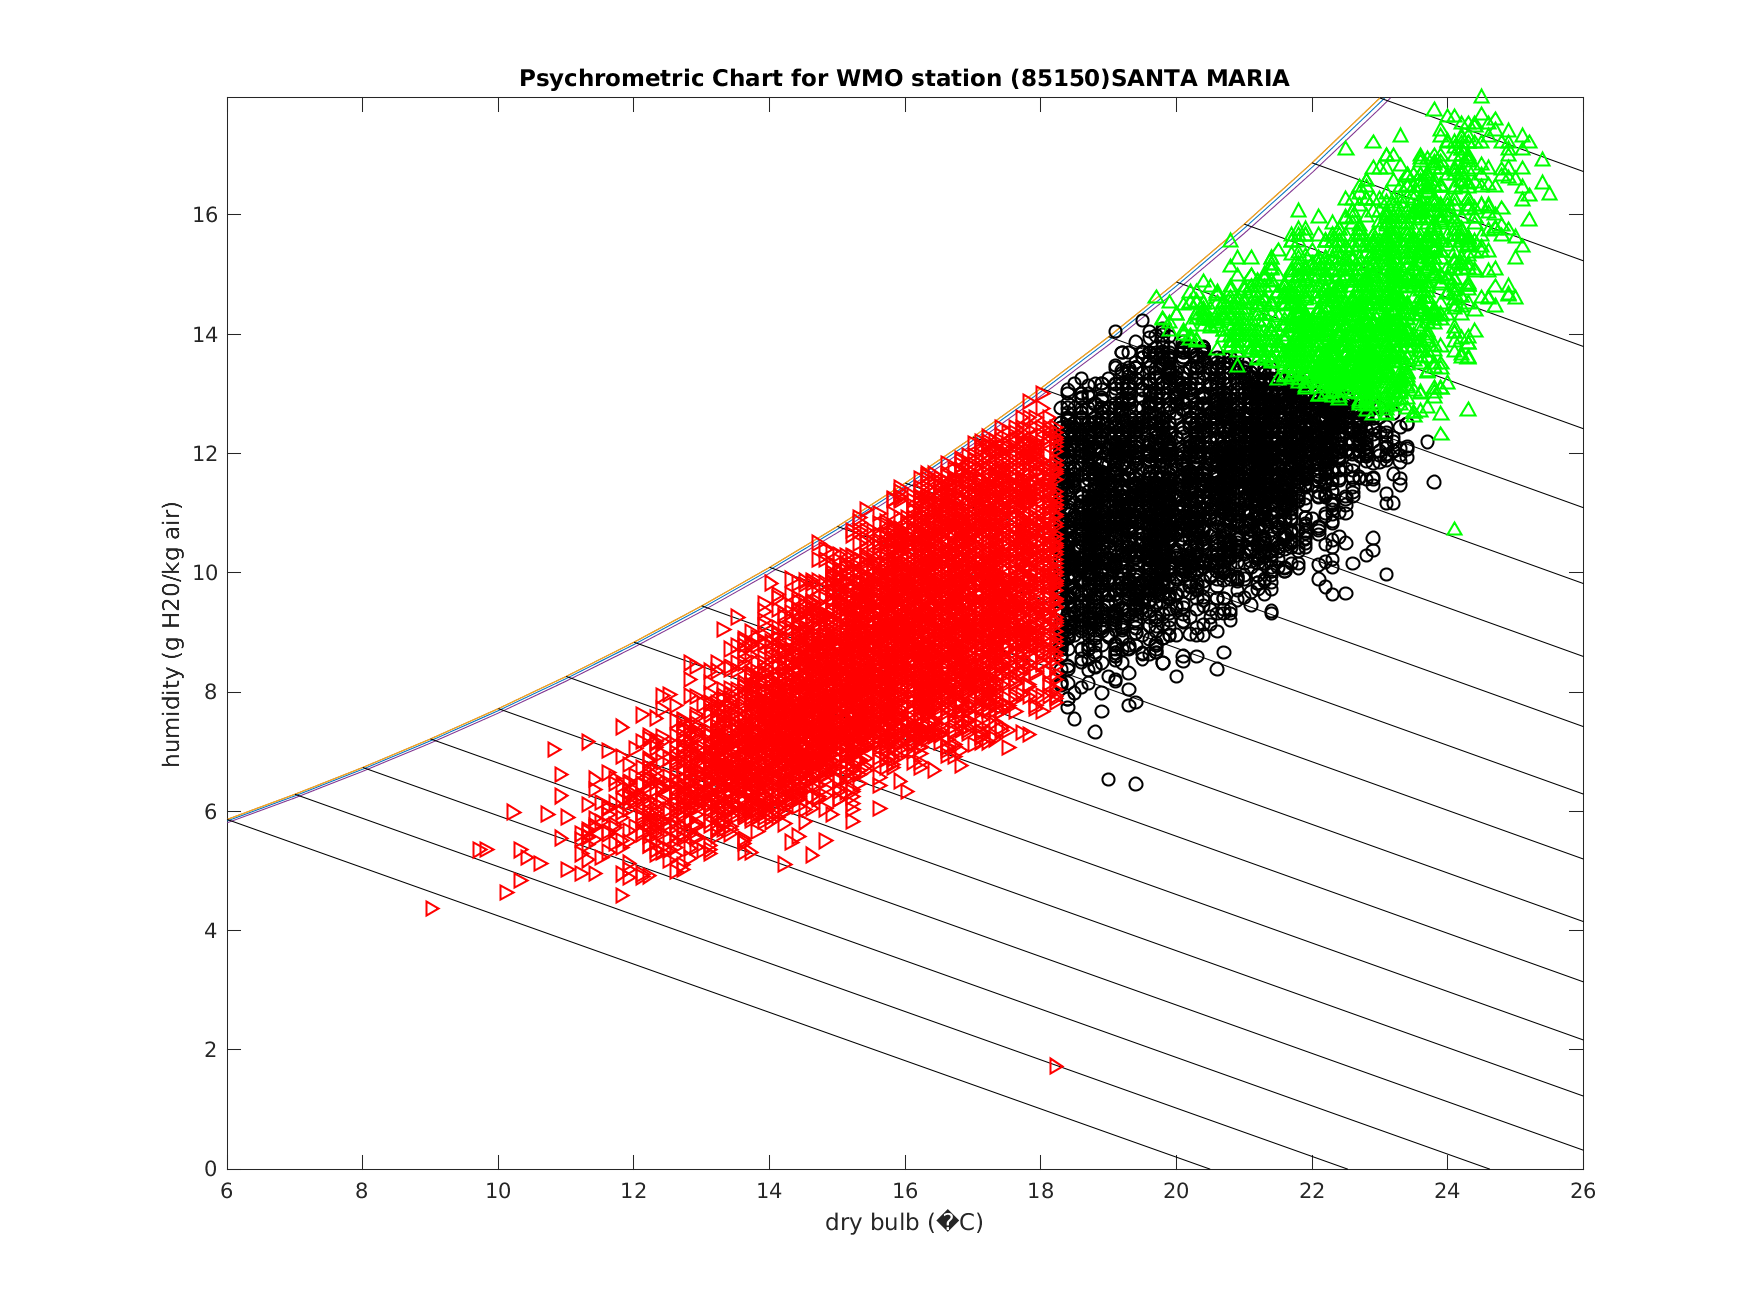 Psychrometric Chart for WMO station (85150)SANTA MARIA
humidity (g H20/kg air)
16
14
12
10
8
6
4
2
0
6 8 10 12 14 16 18 20 22 24 26
dry bulb (�C)